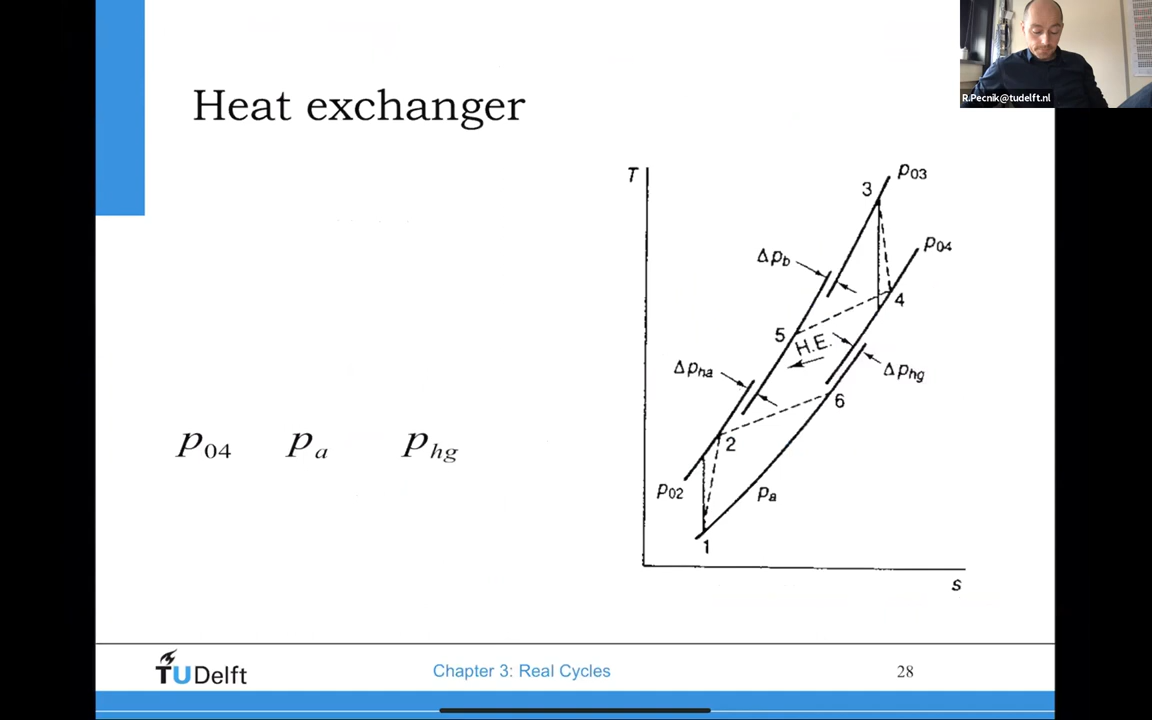 R.Pecnik@tudelft.nl
Heat exchanger
T
p03
3
p04
Δpb
4
5
H.E.
Δpha
Δphg
6
p04 pa phg
2
p02
pa
1
s
TUDelft
Chapter 3: Real Cycles
28